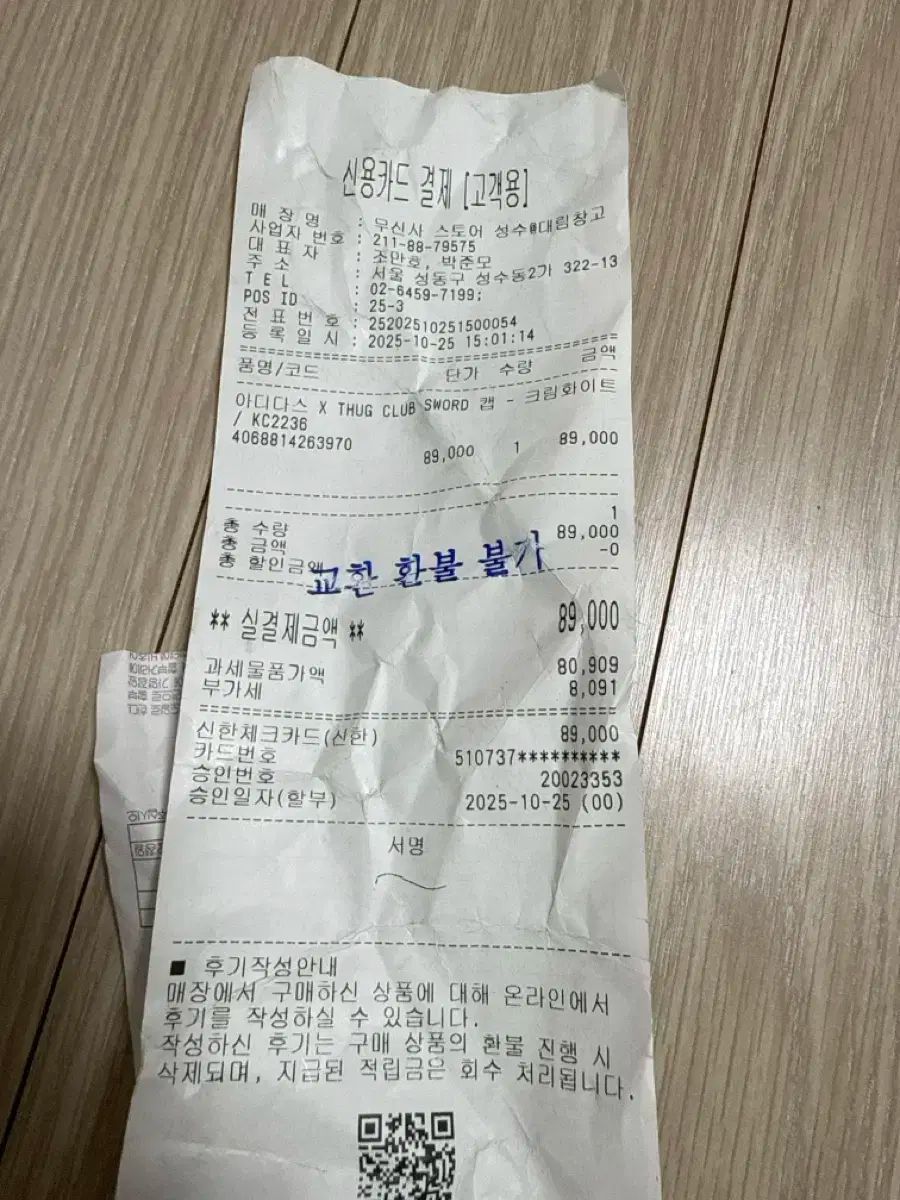 신용카드 결제 [고객용]
매 장 명 : 무신사 스토어 성수@대림창고
사업자 번호 : 211-88-79575
대 표 자 : 조만호, 박준모
주 소 : 서울 성동구 성수동2가 322-13
T E L : 02-6459-7199;
POS ID : 25-3
전 표 번 호 : 25202510251500054
등 록 일 시 : 2025-10-25 15:01:14
품명/코드 단가 수량 금액
아디다스 X THUG CLUB SWORD 캡 - 크림화이트
/ KC2236
4068814263970
89,000 1 89,000
총 수량 1
총 금액 89,000
총 할인금액 -0
교환 환불 불가
** 실결제금액 ** 89,000
과세물품가액 80,909
부가세 8,091
신한체크카드(신한) 89,000
카드번호 510737**********
승인번호 20023353
승인일자(할부) 2025-10-25 (00)
서명
■ 후기작성안내
매장에서 구매하신 상품에 대해 온라인에서
후기를 작성하실 수 있습니다.
작성하신 후기는 구매 상품의 환불 진행 시
삭제되며, 지급된 적립금은 회수 처리됩니다.